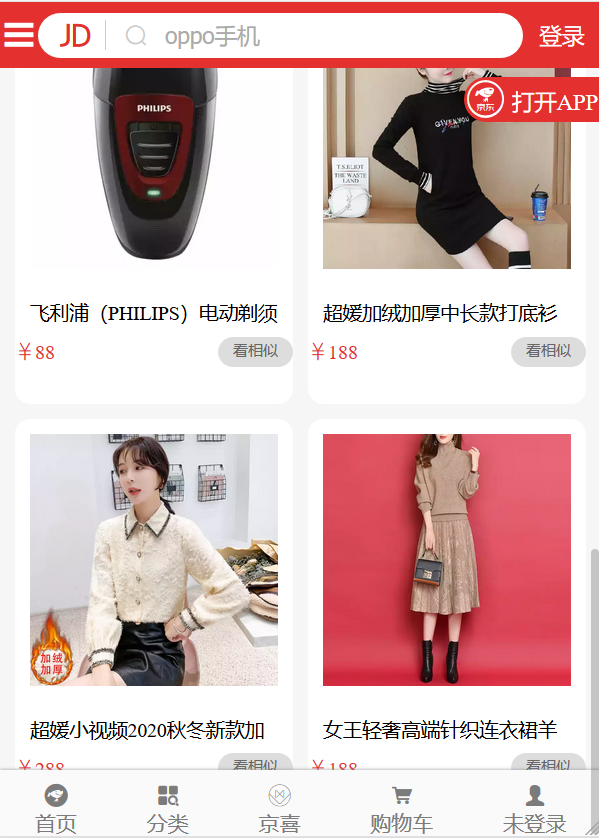 JD oppo手机 登录
京东 打开APP
PHILIPS
GIVE YOU
T.S.ELIOT
THE WASTE
LAND
飞利浦（PHILIPS）电动剃须
¥88 看相似
超媛加绒加厚中长款打底衫
¥188 看相似
加绒
加厚
超媛小视频2020秋冬新款加
¥288 看相似
女王轻奢高端针织连衣裙羊
¥188 看相似
首页 分类 京喜 购物车 未登录